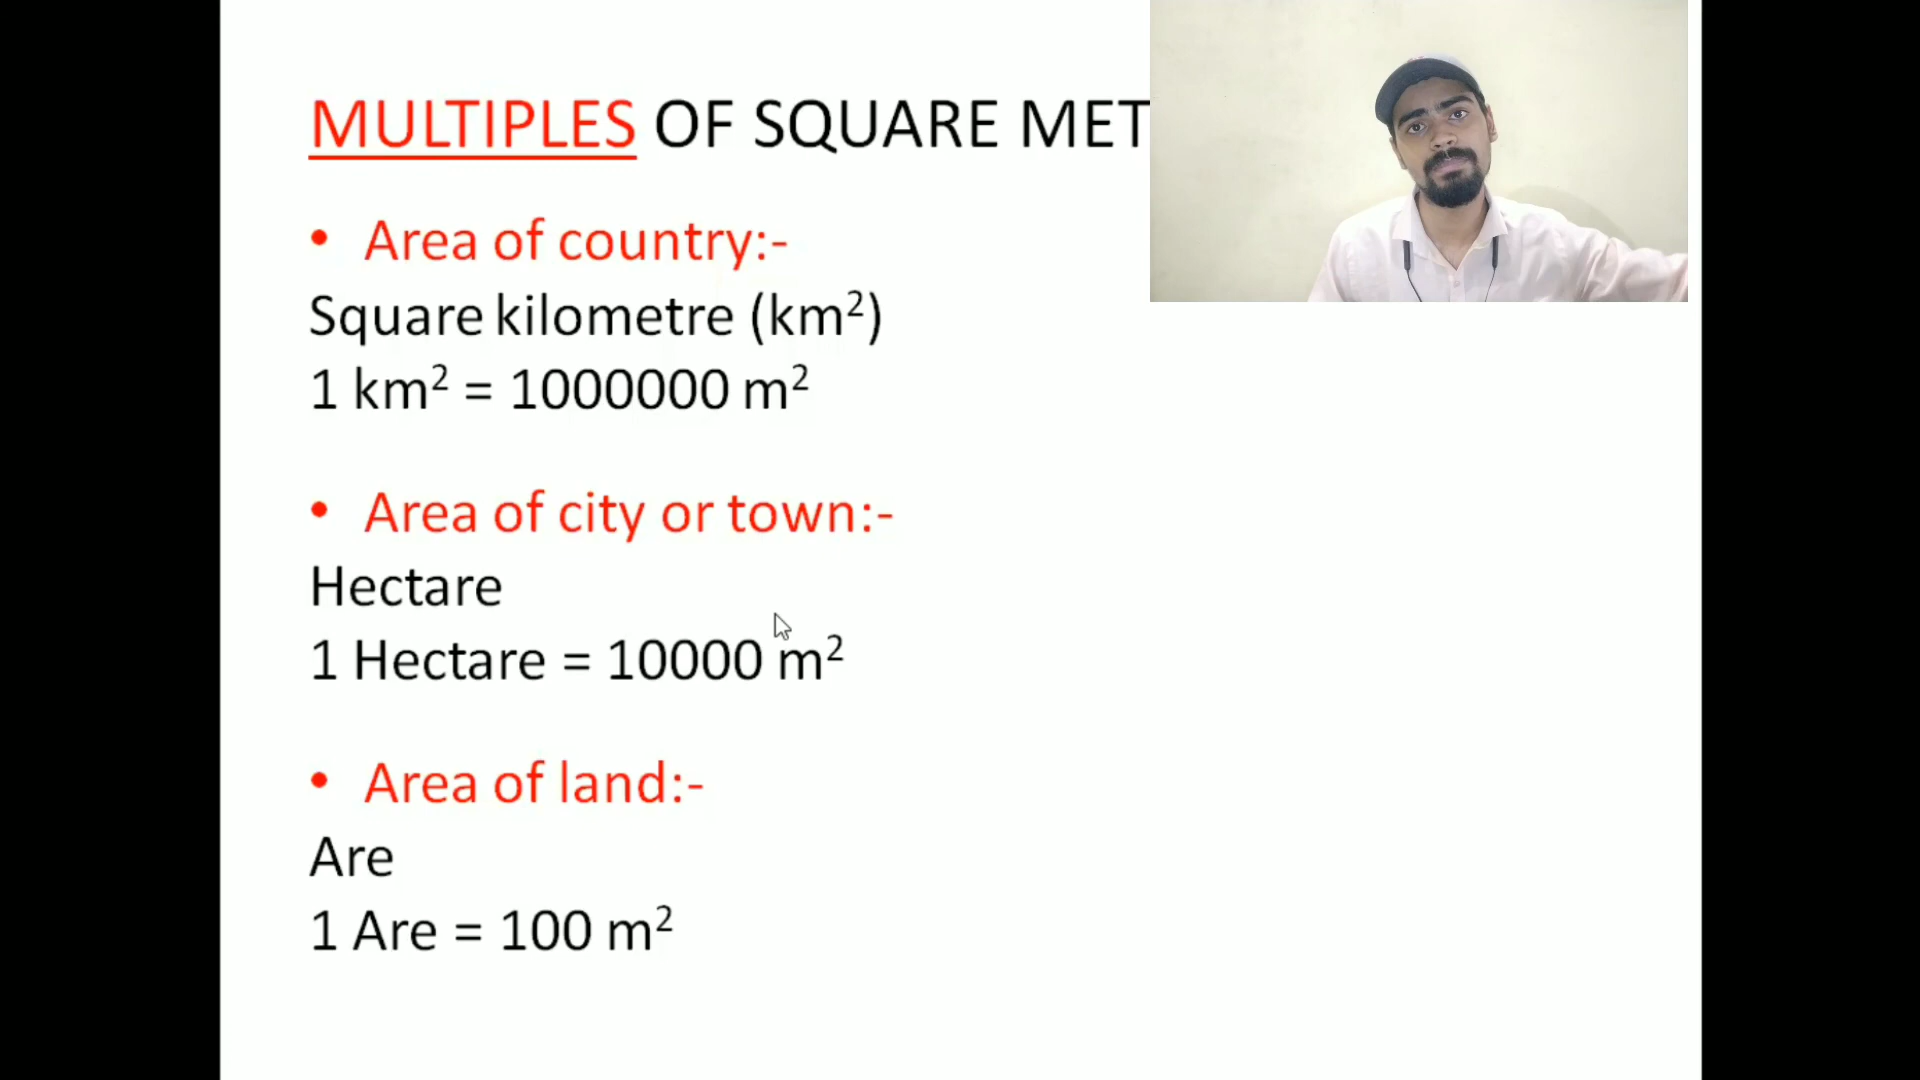 MULTIPLES OF SQUARE MET
• Area of country:-
Square kilometre (km²)
1 km² = 1000000 m²
• Area of city or town:-
Hectare
1 Hectare = 10000 m²
• Area of land:-
Are
1 Are = 100 m²